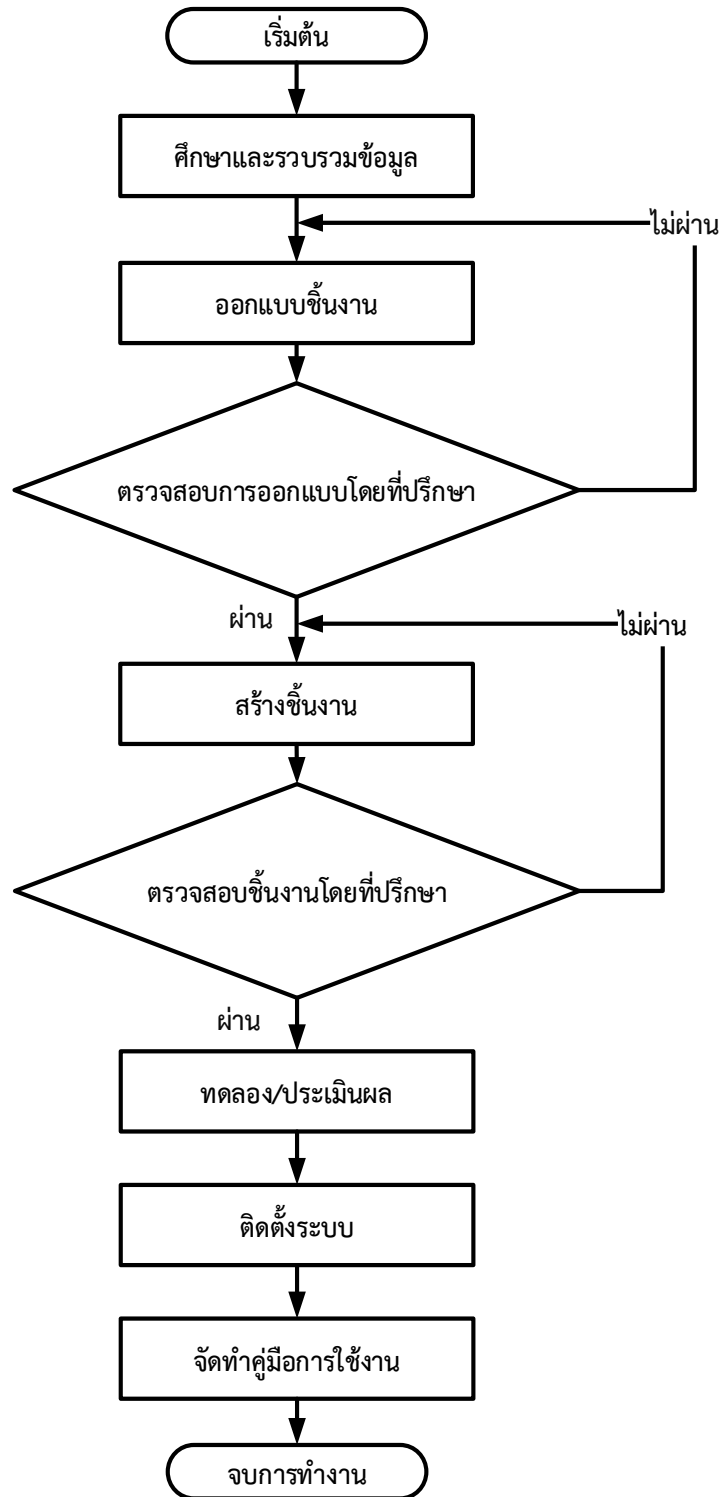 เริ่มต้น
ศึกษาและรวบรวมข้อมูล
ไม่ผ่าน
ออกแบบชิ้นงาน
ตรวจสอบการออกแบบโดยที่ปรึกษา
ผ่าน
ไม่ผ่าน
สร้างชิ้นงาน
ตรวจสอบชิ้นงานโดยที่ปรึกษา
ผ่าน
ทดลอง/ประเมินผล
ติดตั้งระบบ
จัดทำคู่มือการใช้งาน
จบการทำงาน